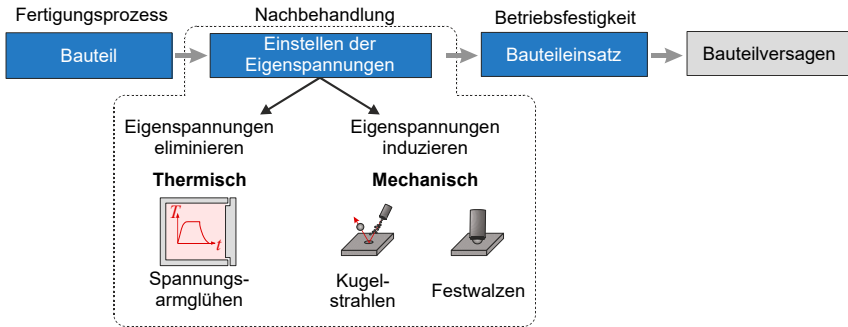 Fertigungsprozess
Nachbehandlung
Betriebsfestigkeit
Bauteil
Einstellen der
Eigenspannungen
Bauteileinsatz
Bauteilversagen
Eigenspannungen
eliminieren
Eigenspannungen
induzieren
Thermisch
Mechanisch
T
t
Spannungs-
armglühen
Kugel-
strahlen
Festwalzen